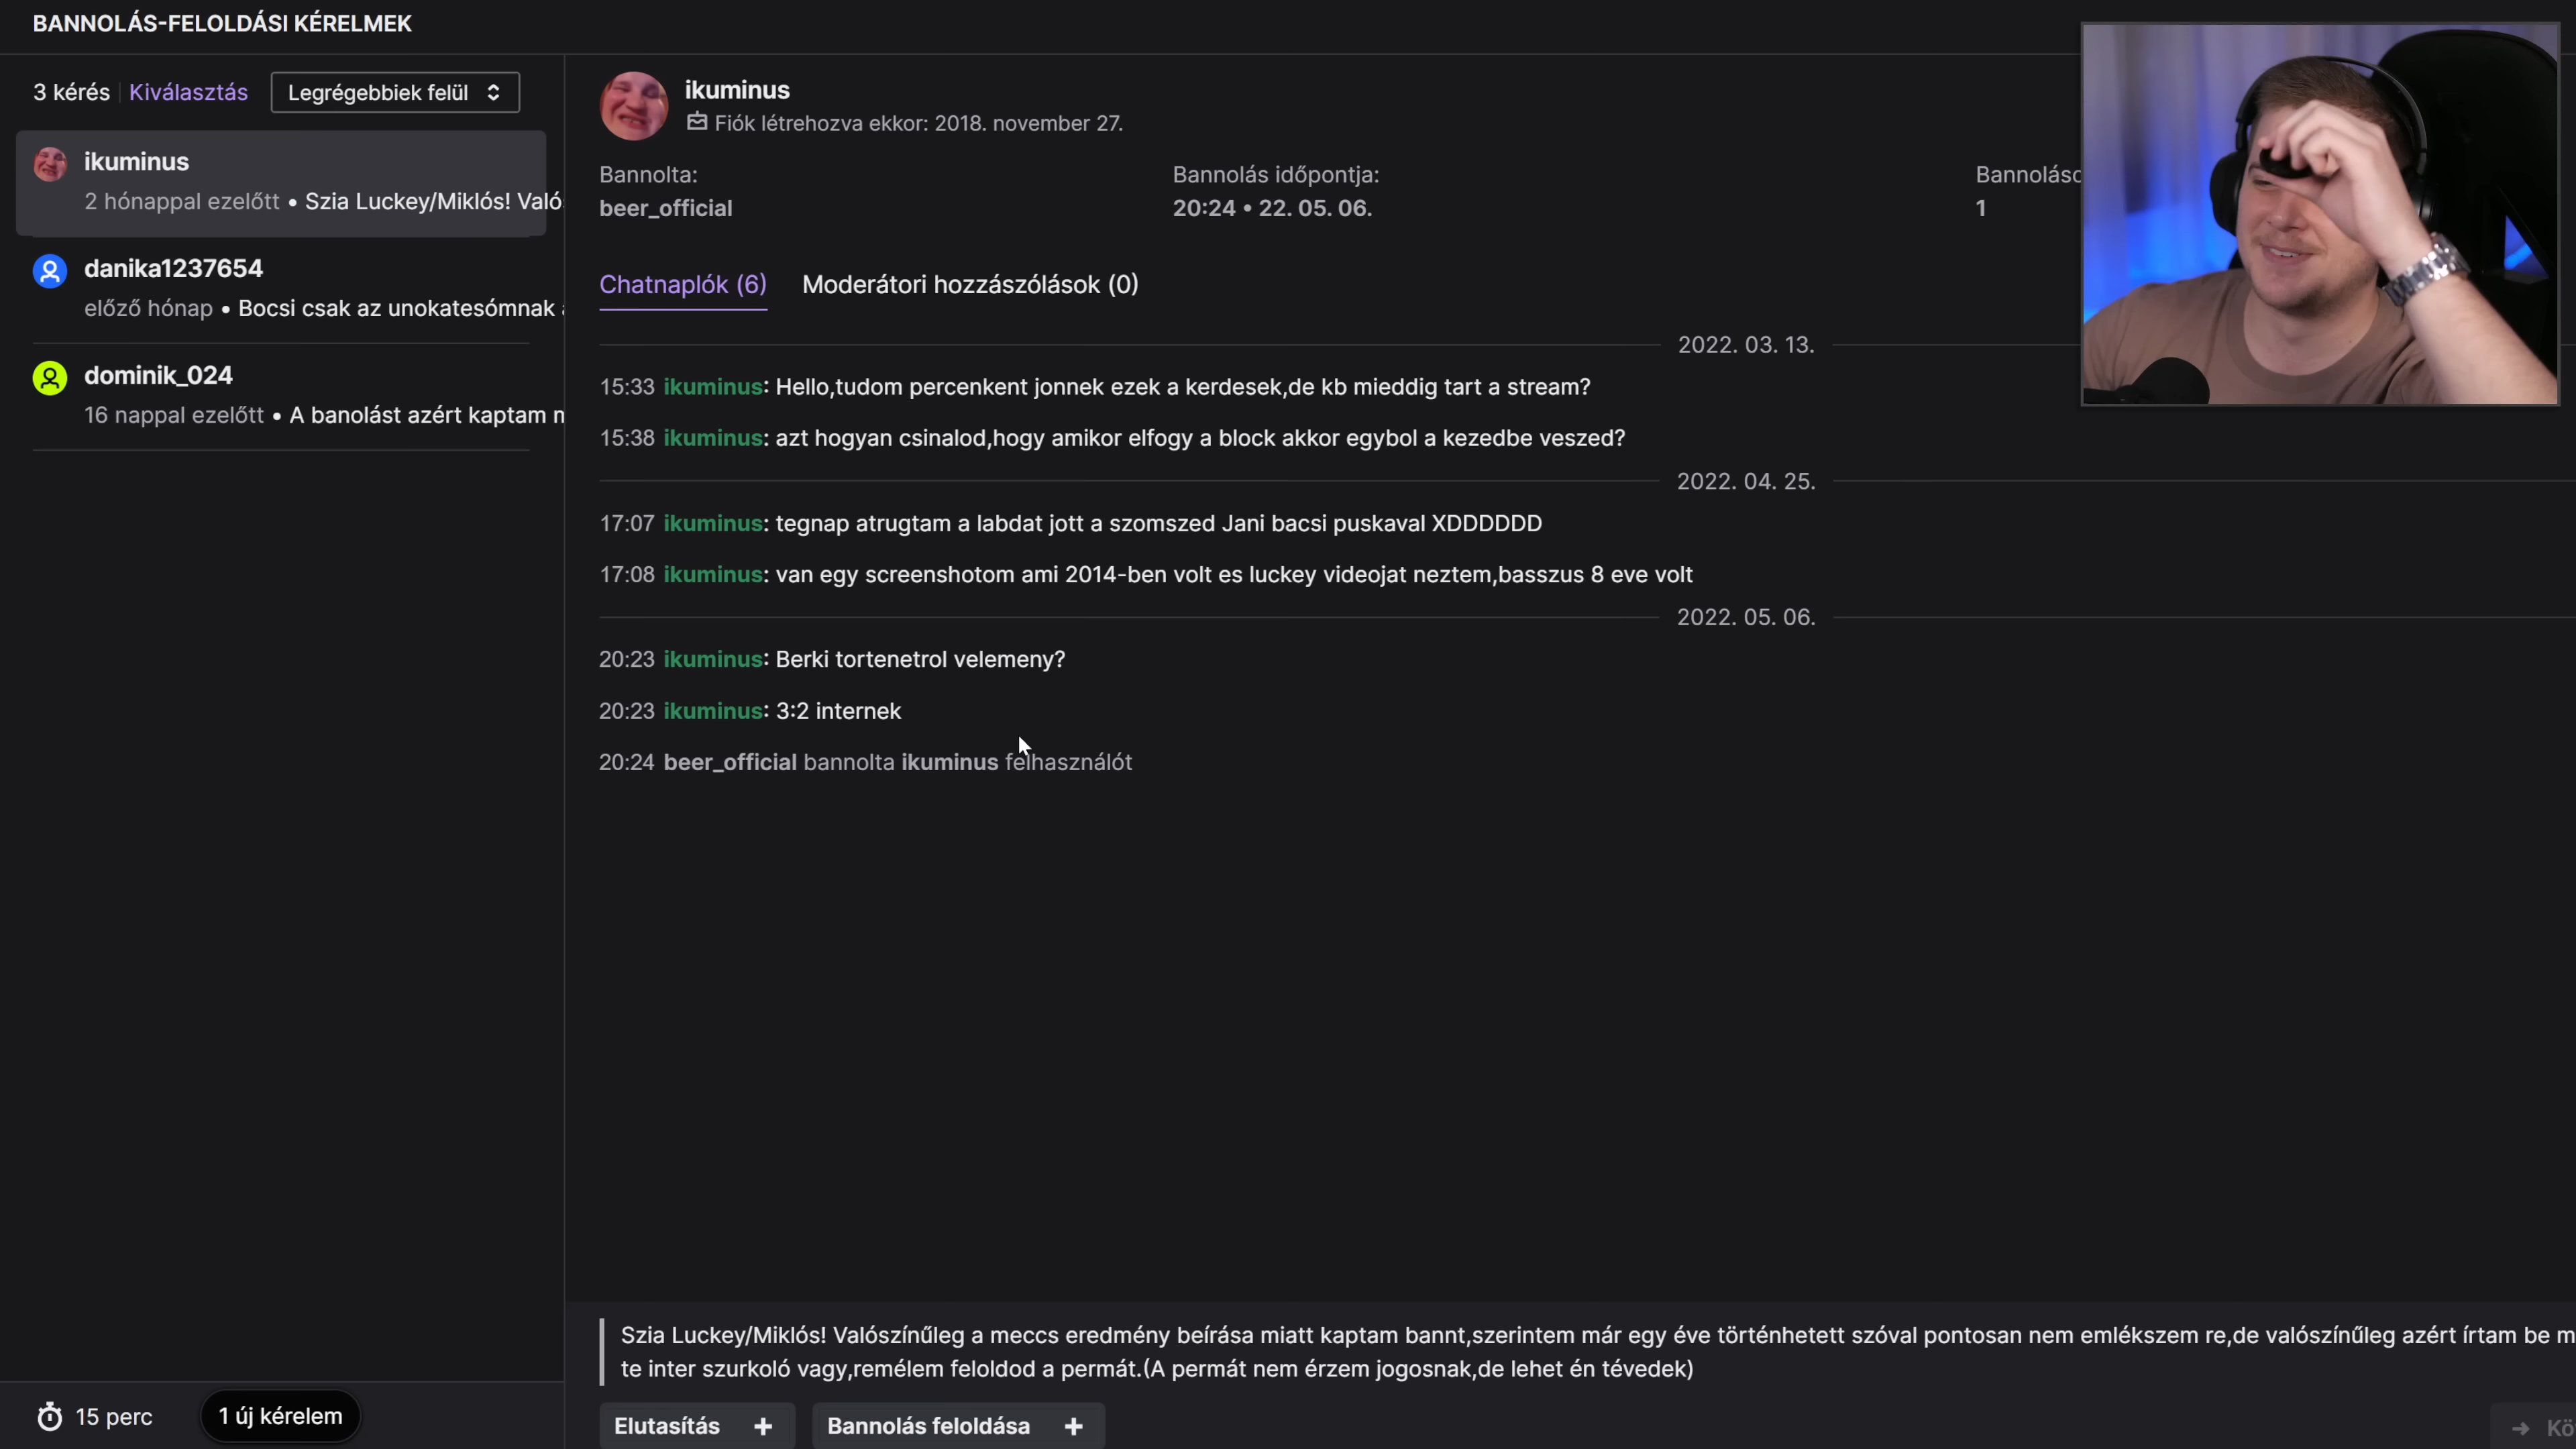 BANNOLÁS-FELOLDÁSI KÉRELMEK
3 kérés
Kiválasztás
Legrégebbiek felül
ikuminus
2 hónappal ezelőtt • Szia Luckey/Miklós! Való
danika1237654
előző hónap • Bocsi csak az unokatesómnak
dominik_024
16 nappal ezelőtt • A banolást azért kaptam
15 perc
1 új kérelem
ikuminus
Fiók létrehozva ekkor: 2018. november 27.
Bannolta:
beer_official
Bannolás időpontja:
20:24 • 22. 05. 06.
1
Chatnaplók (6)
Moderátori hozzászólások (0)
2022. 03. 13.
15:33 ikuminus: Hello,tudom percenkent jonnek ezek a kerdesek,de kb mieddig tart a stream?
15:38 ikuminus: azt hogyan csinalod,hogy amikor elfogy a block akkor egybol a kezedbe veszed?
2022. 04. 25.
17:07 ikuminus: tegnap atrugtam a labdat jott a szomszed Jani bacsi puskaval XDDDDDD
17:08 ikuminus: van egy screenshotom ami 2014-ben volt es luckey videojat neztem,basszus 8 eve volt
2022. 05. 06.
20:23 ikuminus: Berki tortenetrol velemeny?
20:23 ikuminus: 3:2 internek
20:24 beer_official bannolta ikuminus felhasználót
Szia Luckey/Miklós! Valószínűleg a meccs eredmény beírása miatt kaptam bannt,szerintem már egy éve történhetett szóval pontosan nem emlékszem re,de valószínűleg azért írtam be m
te inter szurkoló vagy,remélem feloldod a permát.(A permát nem érzem jogosnak,de lehet én tévedek)
Elutasítás +
Bannolás feloldása +